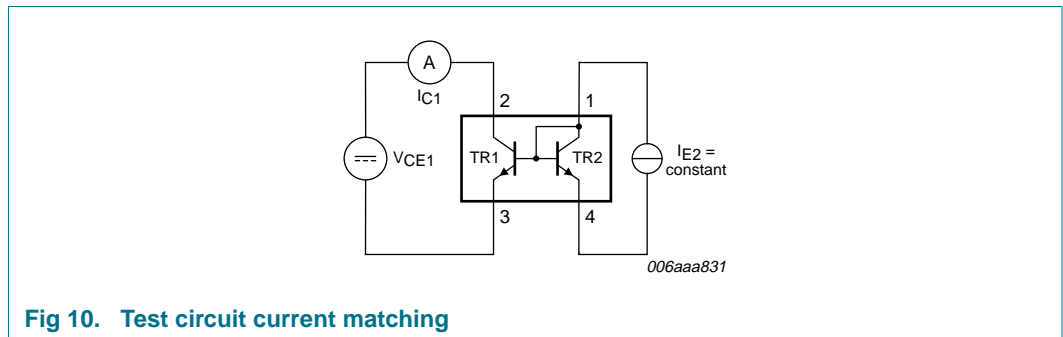 A
IC1
2
1
VCE1
TR1
TR2
IE2 =
constant
3
4
006aaa831
Fig 10. Test circuit current matching